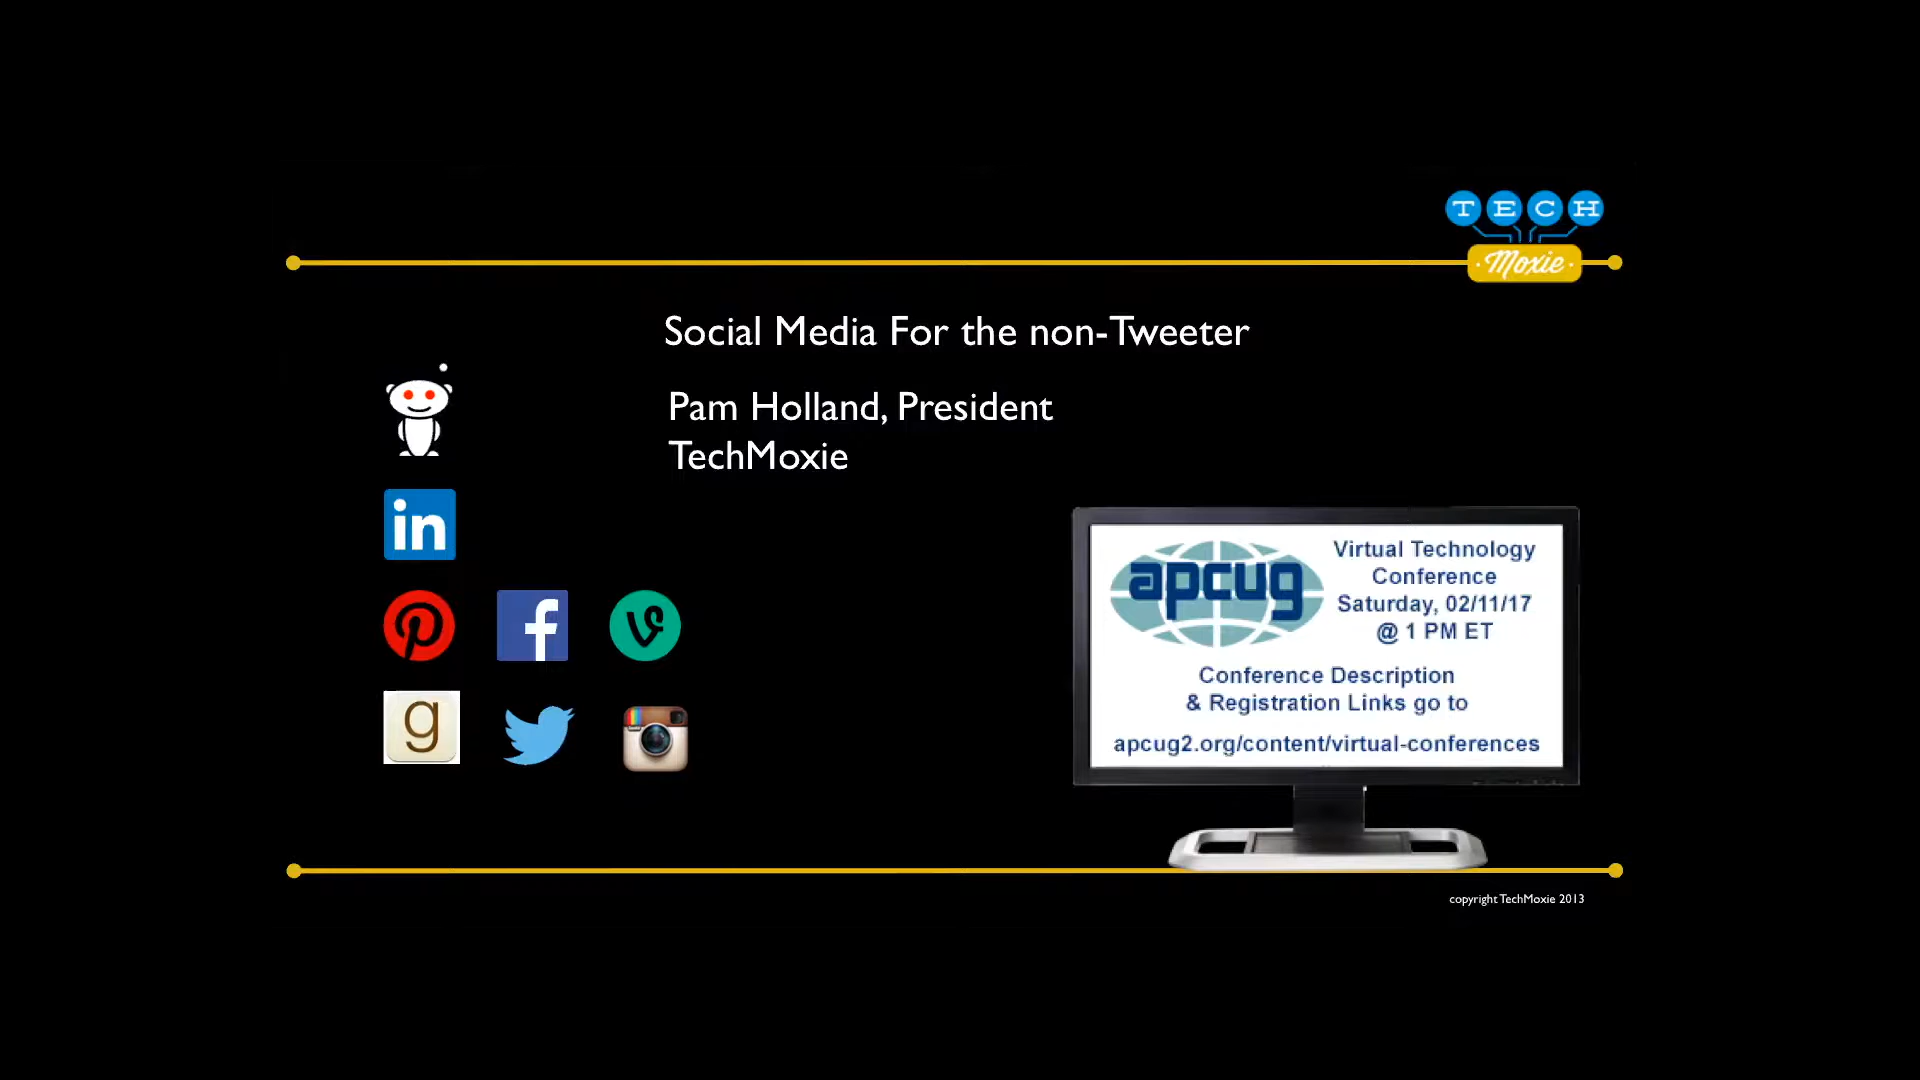 TECH
Moxie
Social Media For the non-Tweeter
Pam Holland, President
TechMoxie
in
f
g
apcug
Virtual Technology
Conference
Saturday, 02/11/17
@ 1 PM ET
Conference Description
& Registration Links go to
apcug2.org/content/virtual-conferences
copyright TechMoxie 2013